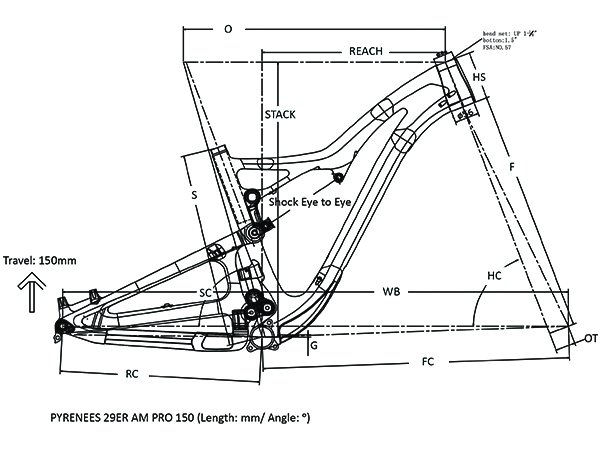 O
head set: UP 1-⅛"
botton:1.5"
FSA:NO.57
REACH
HS
STACK
ø56
F
S
Shock Eye to Eye
Travel: 150mm
SC
WB
HC
G
OT
RC
FC
PYRENEES 29ER AM PRO 150 (Length: mm/ Angle: °)